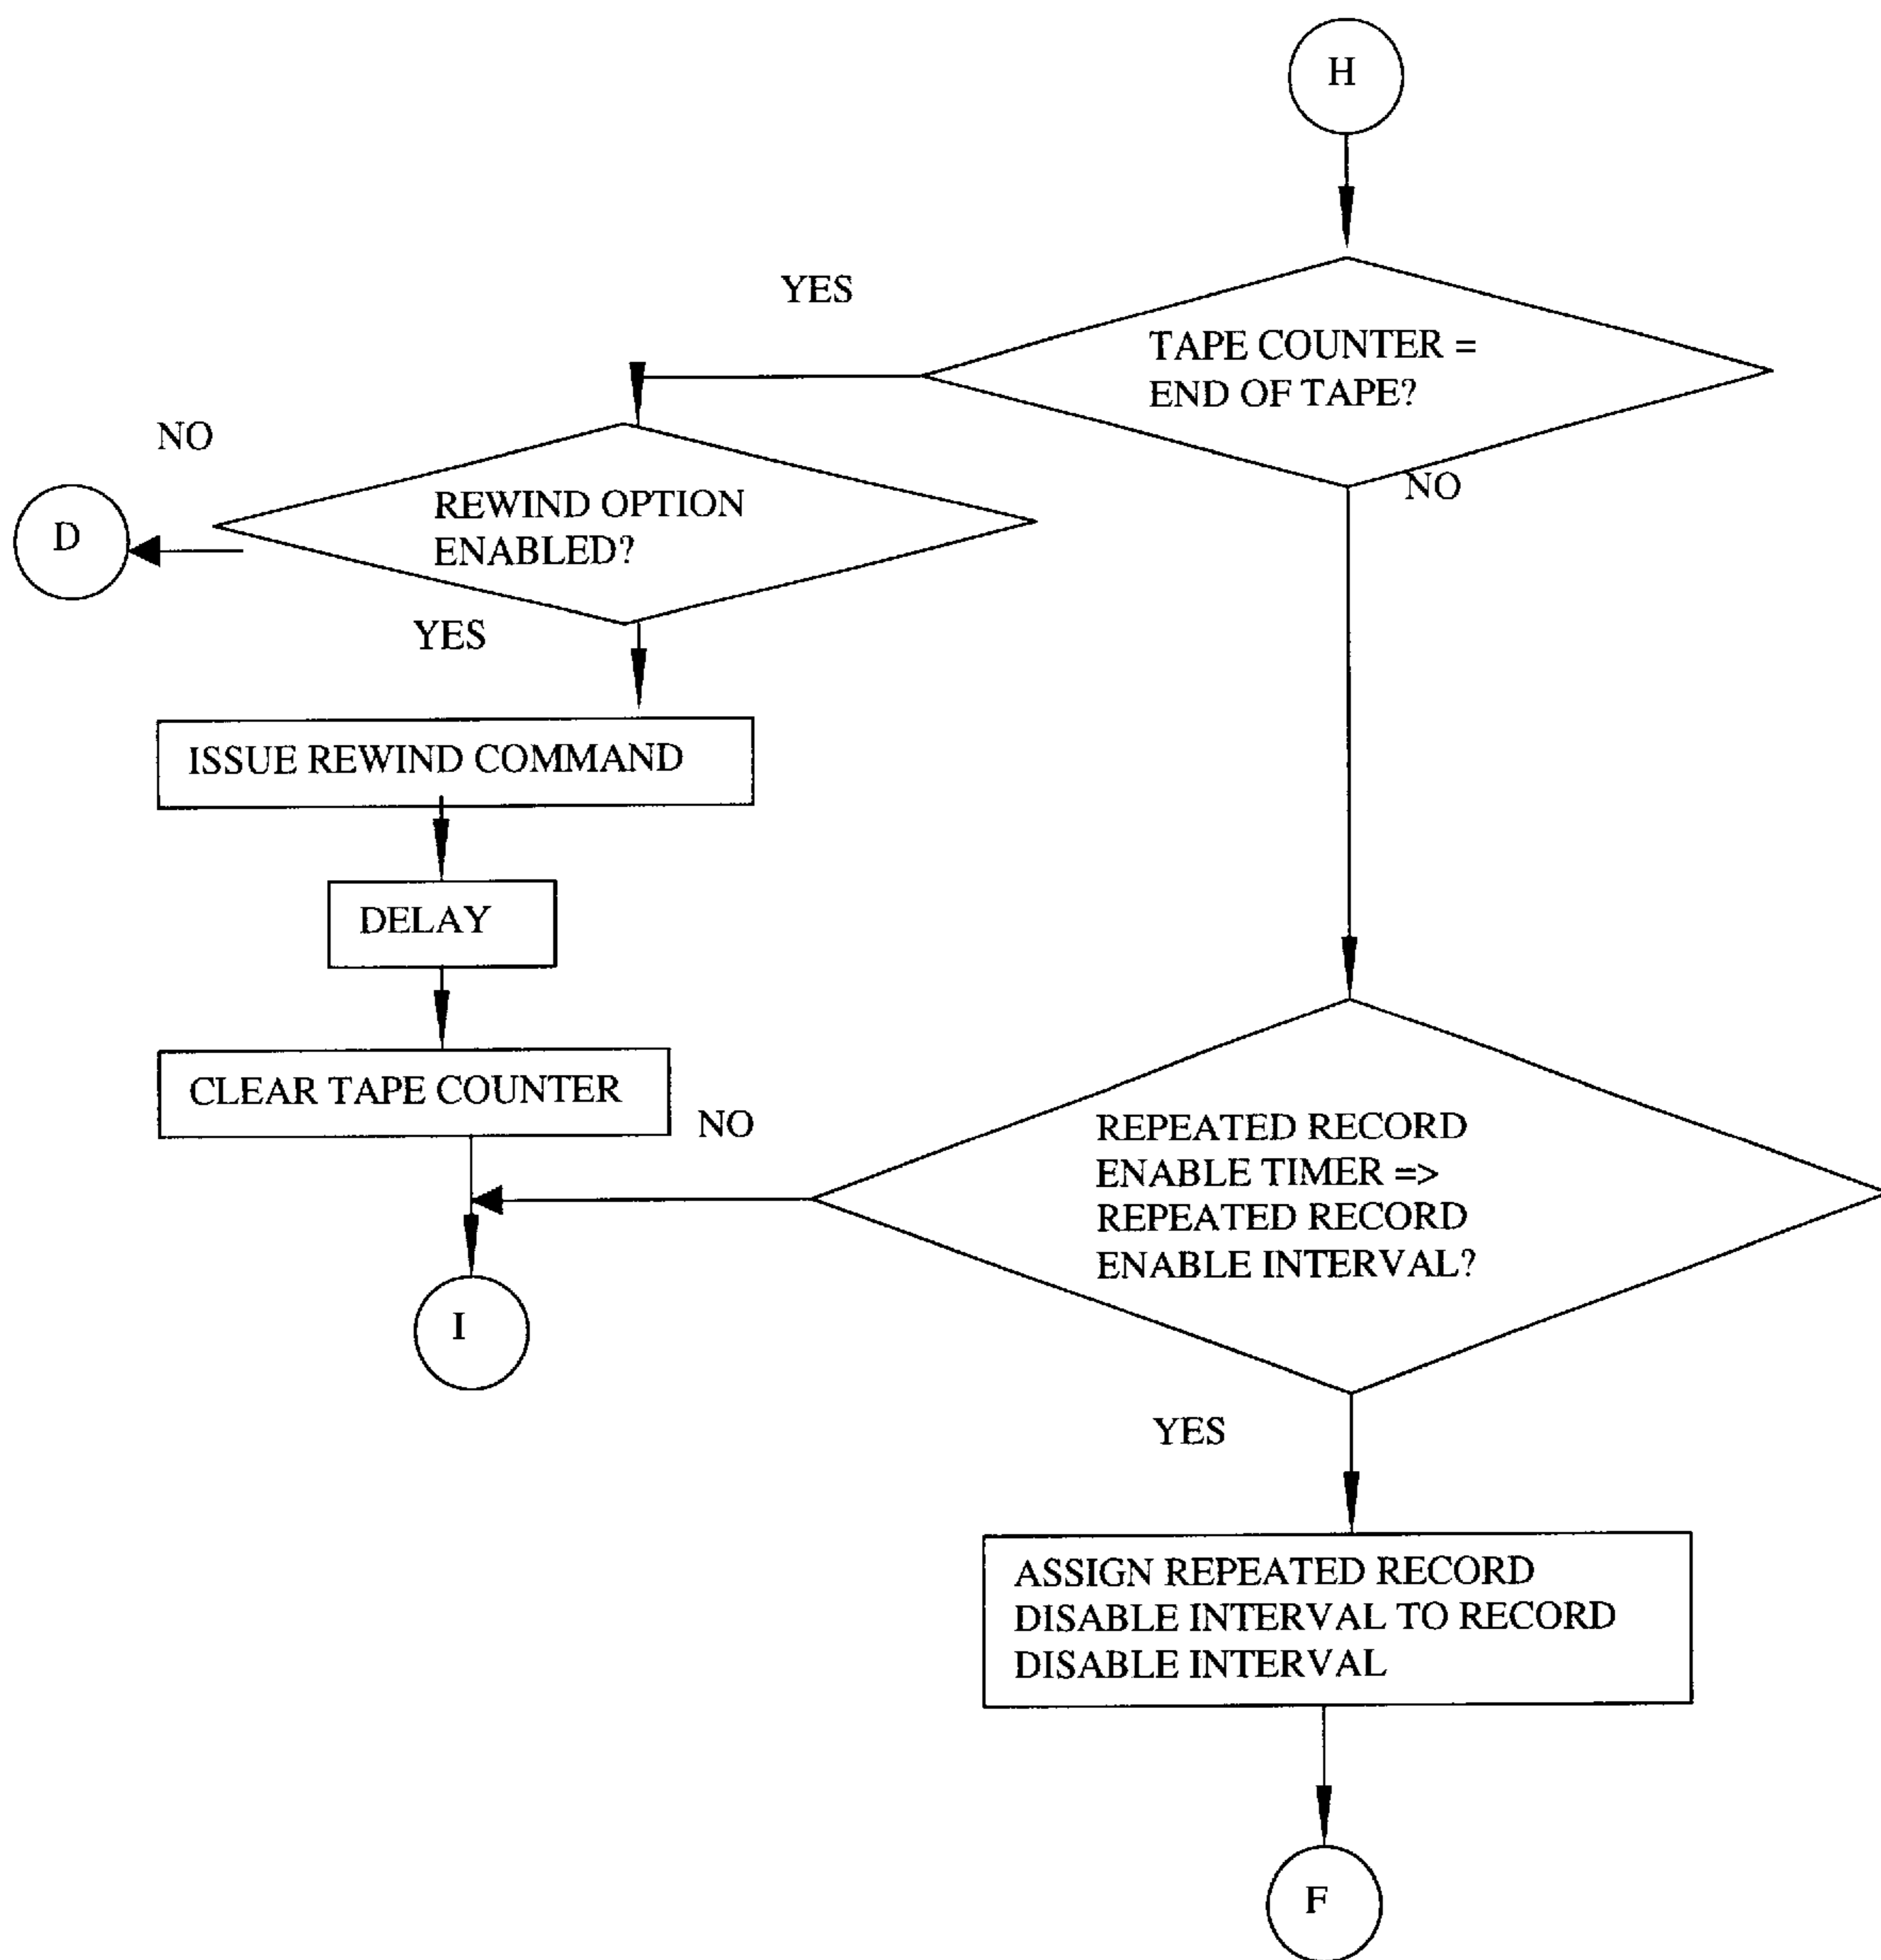 H
YES
TAPE COUNTER =
END OF TAPE?
NO
NO
D
REWIND OPTION
ENABLED?
YES
ISSUE REWIND COMMAND
DELAY
CLEAR TAPE COUNTER
NO
REPEATED RECORD
ENABLE TIMER =>
REPEATED RECORD
ENABLE INTERVAL?
I
YES
ASSIGN REPEATED RECORD
DISABLE INTERVAL TO RECORD
DISABLE INTERVAL
F